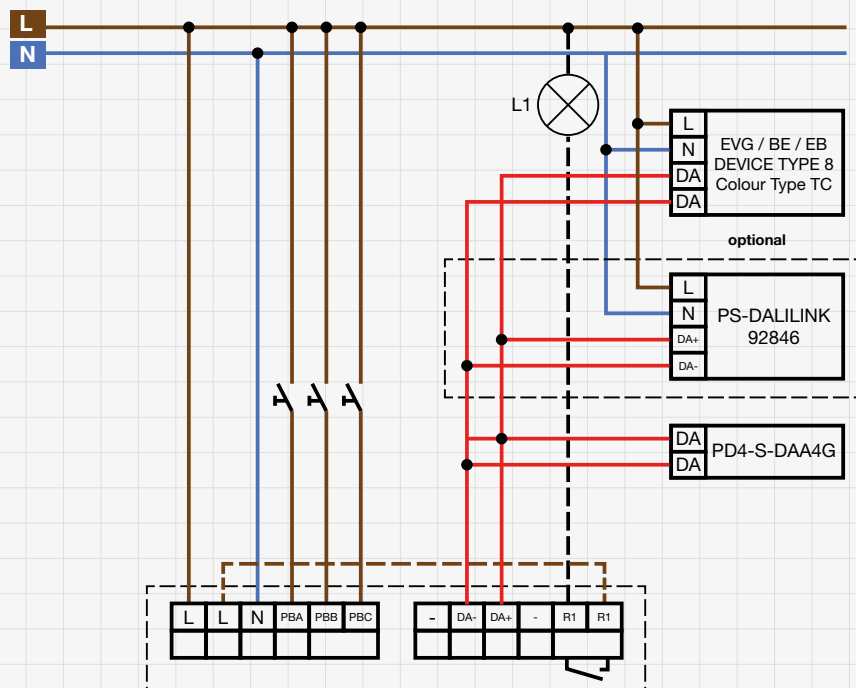 L
N
L1
L
N
DA
DA
EVG / BE / EB
DEVICE TYPE 8
Colour Type TC
optional
L
N
DA+
DA-
PS-DALILINK
92846
DA
DA
PD4-S-DAA4G
L L N PBA PBB PBC
- DA- DA+ - R1 R1